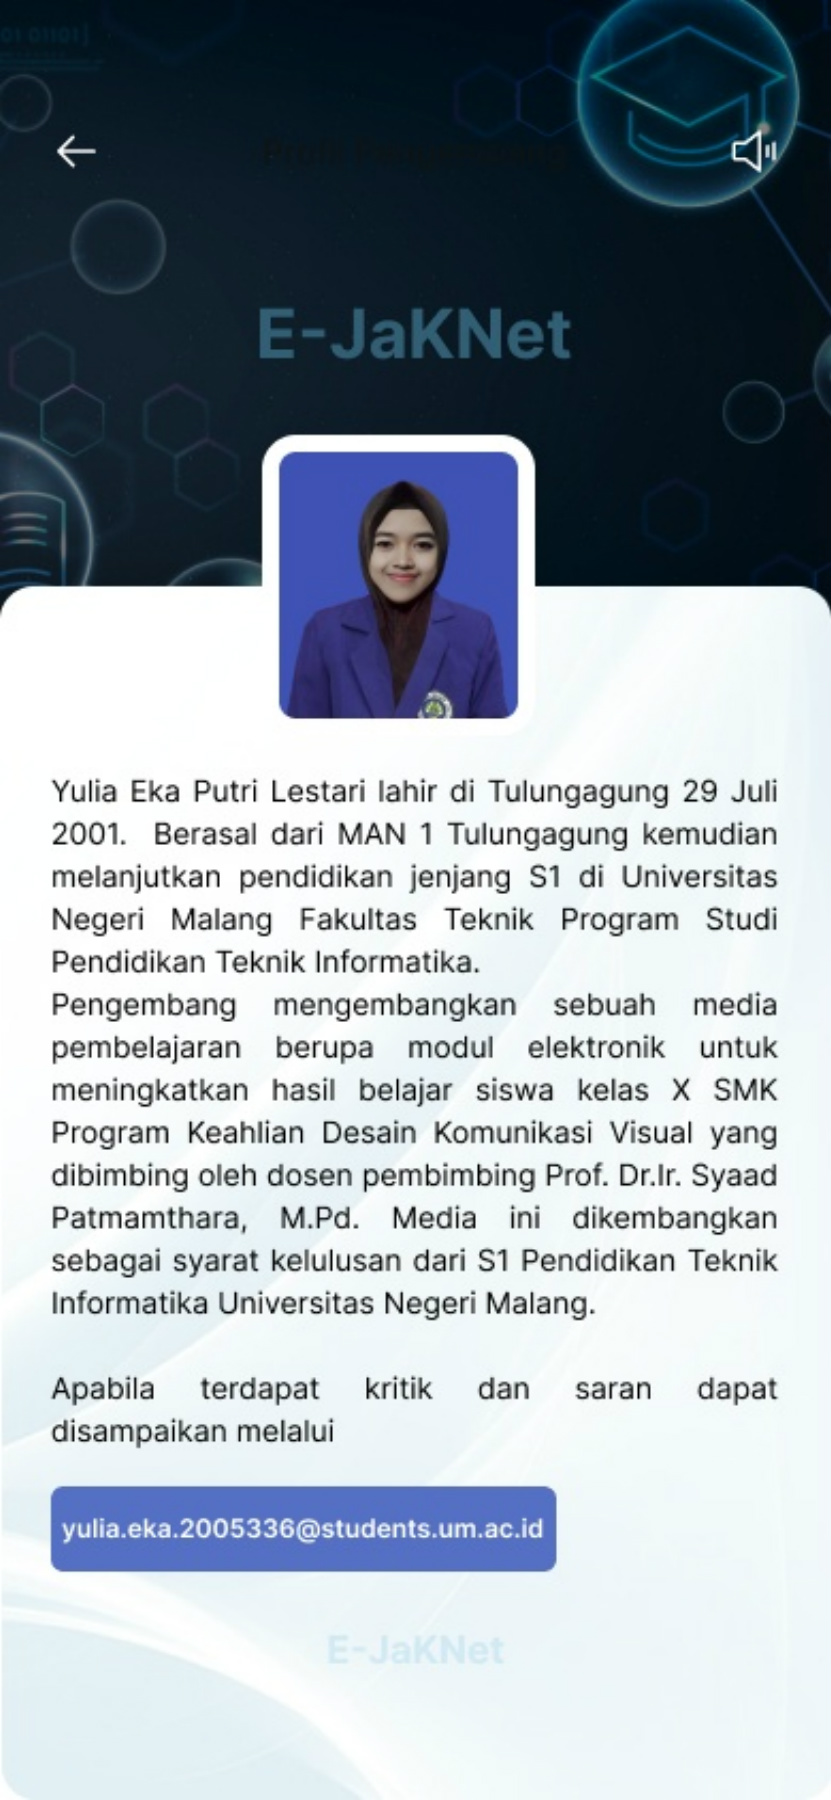 01 01101]
Profil Pengembang
E-JaKNet
Yulia Eka Putri Lestari lahir di Tulungagung 29 Juli
2001. Berasal dari MAN 1 Tulungagung kemudian
melanjutkan pendidikan jenjang S1 di Universitas
Negeri Malang Fakultas Teknik Program Studi
Pendidikan Teknik Informatika.
Pengembang mengembangkan sebuah media
pembelajaran berupa modul elektronik untuk
meningkatkan hasil belajar siswa kelas X SMK
Program Keahlian Desain Komunikasi Visual yang
dibimbing oleh dosen pembimbing Prof. Dr.Ir. Syaad
Patmamthara, M.Pd. Media ini dikembangkan
sebagai syarat kelulusan dari S1 Pendidikan Teknik
Informatika Universitas Negeri Malang.
Apabila terdapat kritik dan saran dapat
disampaikan melalui
yulia.eka.2005336@students.um.ac.id
E-JaKNet